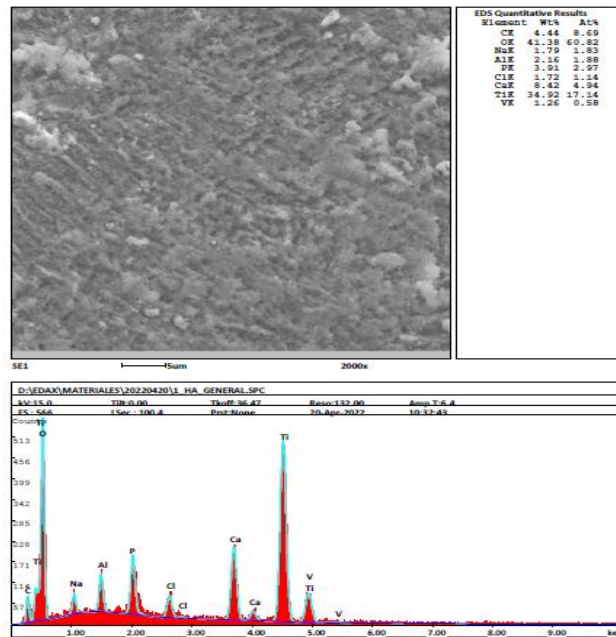 EDS Quantitative Results
Element Wt% At%
CK 4.44 8.69
OK 41.38 60.82
NaK 1.79 1.83
AlK 2.16 1.88
PK 3.91 2.97
ClK 1.72 1.14
CaK 8.42 4.94
TiK 34.92 17.14
VK 1.26 0.58
SE1 5um 2000x
D:\EDAX\MATERIALES\20220420\1_HA_GENERAL.SPC
kV:15.0 Tilt:0.00 Tkoff:36.47 Reso:132.00 Amp.T:6.4
FS : 566 LSec : 100.4 Prst:None 20-Apr-2022 10:32:43
Ti
O
513
Ti
456
399
342
285
Ca
228
P
171
Ti Al
V
114
C Na Cl Ti
57
Cl Ca V
1.00 2.00 3.00 4.00 5.00 6.00 7.00 8.00 9.00